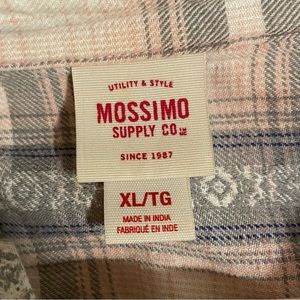 UTILITY & STYLE
MOSSIMO
SUPPLY CO
SINCE 1987
XL/TG
MADE IN INDIA
FABRIQUÉ EN INDE